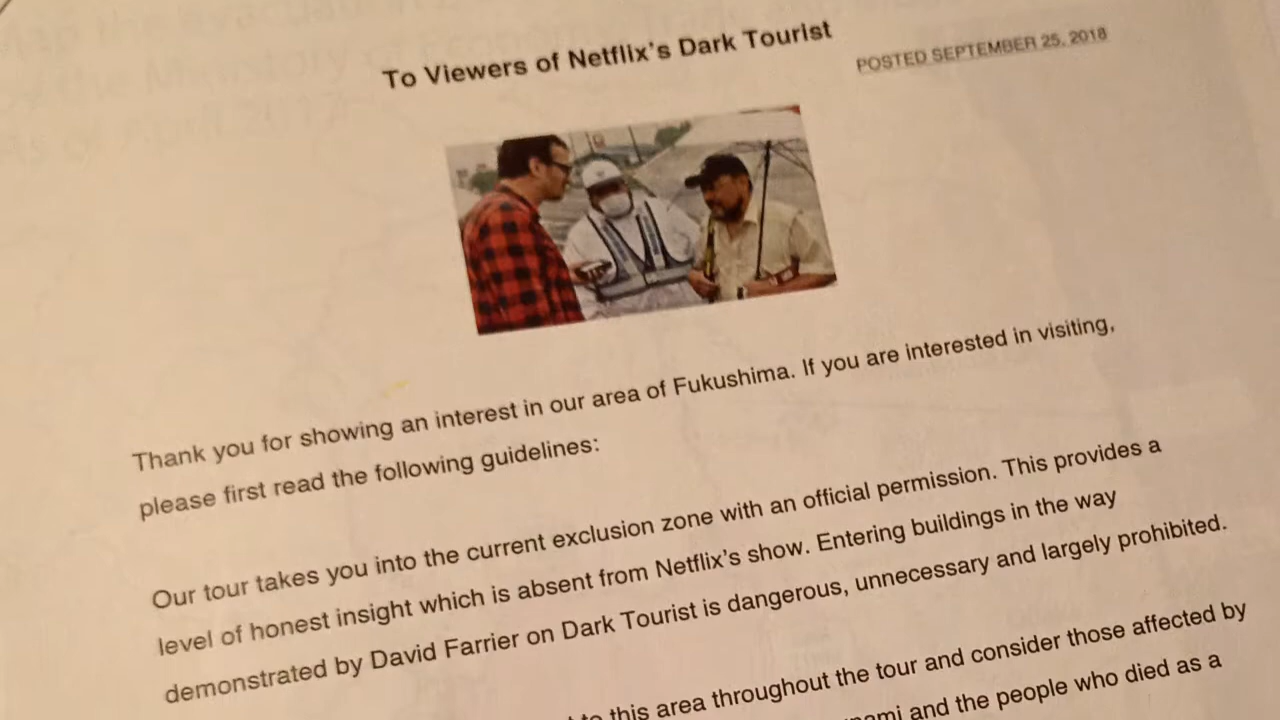 To Viewers of Netflix's Dark Tourist
POSTED SEPTEMBER 25, 2018
Thank you for showing an interest in our area of Fukushima. If you are interested in visiting,
please first read the following guidelines:
Our tour takes you into the current exclusion zone with an official permission. This provides a
level of honest insight which is absent from Netflix's show. Entering buildings in the way
demonstrated by David Farrier on Dark Tourist is dangerous, unnecessary and largely prohibited.
to this area throughout the tour and consider those affected by
and the people who died as a